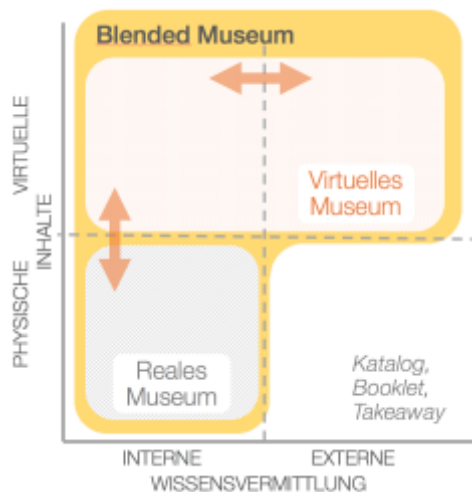 Blended Museum
Virtuelles
Museum
Reales
Museum
Katalog,
Booklet,
Takeaway
PHYSISCHE VIRTUELLE
INHALTE
INTERNE EXTERNE
WISSENSVERMITTLUNG